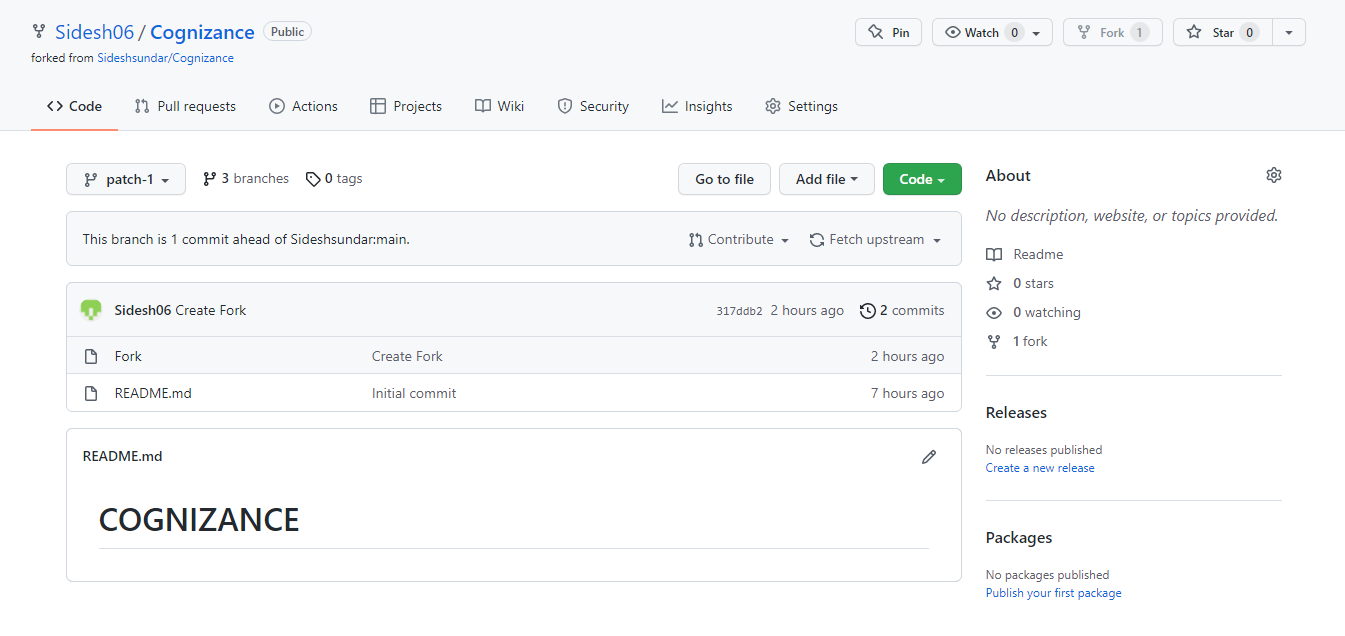 Sidesh06 / Cognizance Public Pin Watch 0 Fork 1 Star 0
forked from Sideshsundar/Cognizance
Code Pull requests Actions Projects Wiki Security Insights Settings
patch-1 3 branches 0 tags Go to file Add file Code
This branch is 1 commit ahead of Sideshsundar:main. Contribute Fetch upstream
Sidesh06 Create Fork 317ddb2 2 hours ago 2 commits
Fork Create Fork 2 hours ago
README.md Initial commit 7 hours ago
README.md
COGNIZANCE
About
No description, website, or topics provided.
Readme
0 stars
0 watching
1 fork
Releases
No releases published
Create a new release
Packages
No packages published
Publish your first package